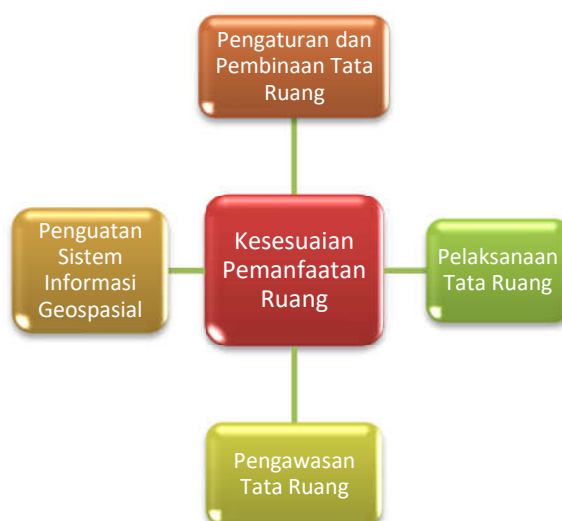 Pengaturan dan
Pembinaan Tata
Ruang
Penguatan
Sistem
Informasi
Geospasial
Kesesuaian
Pemanfaatan
Ruang
Pelaksanaan
Tata Ruang
Pengawasan
Tata Ruang